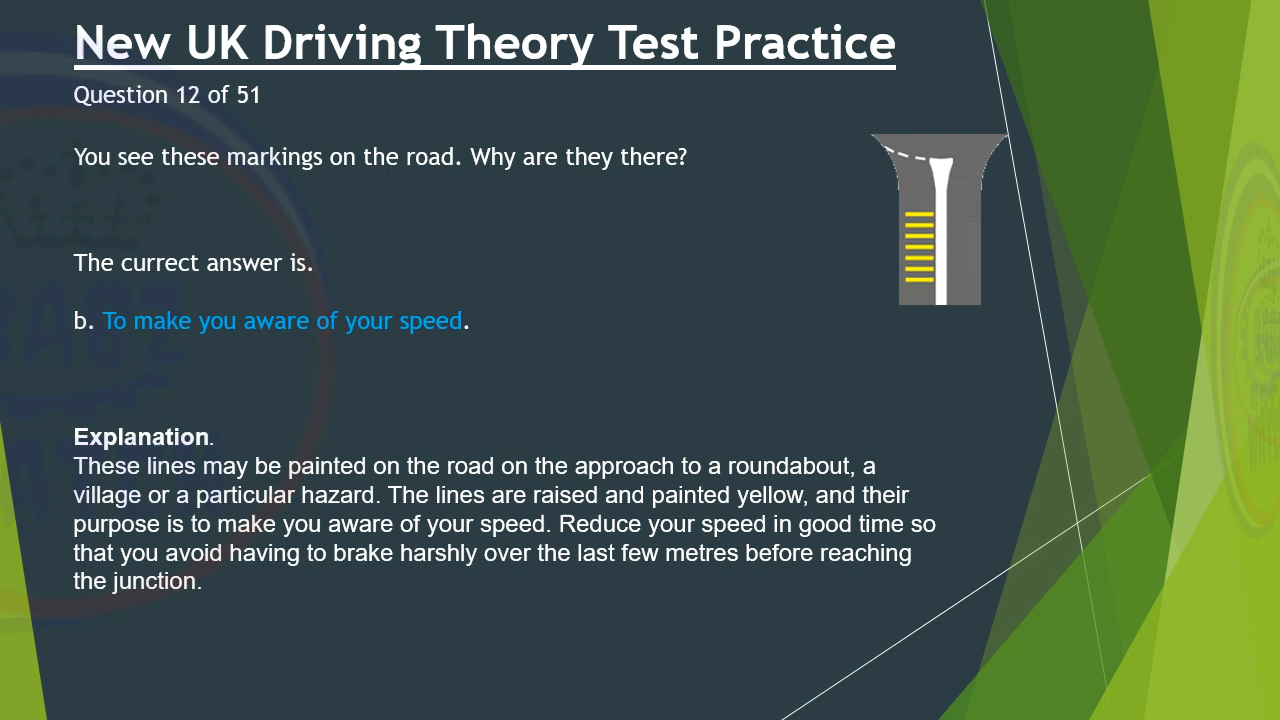 New UK Driving Theory Test Practice
Question 12 of 51
You see these markings on the road. Why are they there?
The currect answer is.
b. To make you aware of your speed.
Explanation.
These lines may be painted on the road on the approach to a roundabout, a
village or a particular hazard. The lines are raised and painted yellow, and their
purpose is to make you aware of your speed. Reduce your speed in good time so
that you avoid having to brake harshly over the last few metres before reaching
the junction.